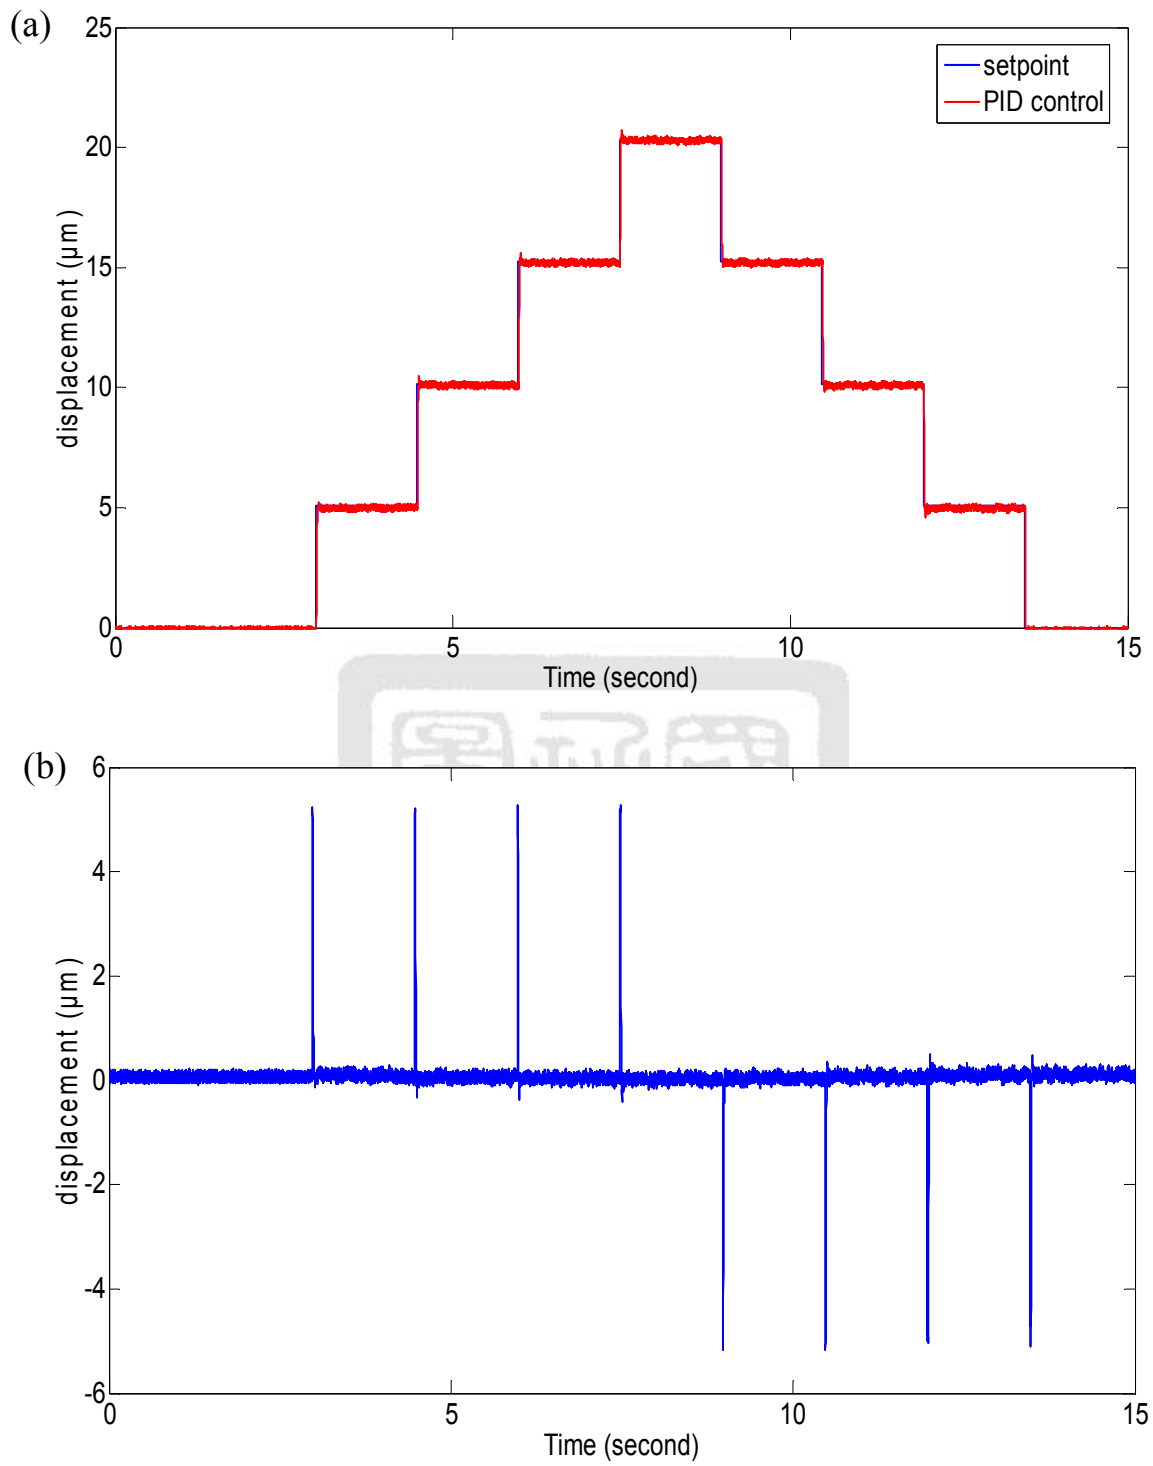 (a)
25
20
15
10
5
0
displacement (μm)
setpoint
PID control
0
5
10
15
Time (second)
(b)
6
4
2
0
-2
-4
-6
displacement (μm)
0
5
10
15
Time (second)